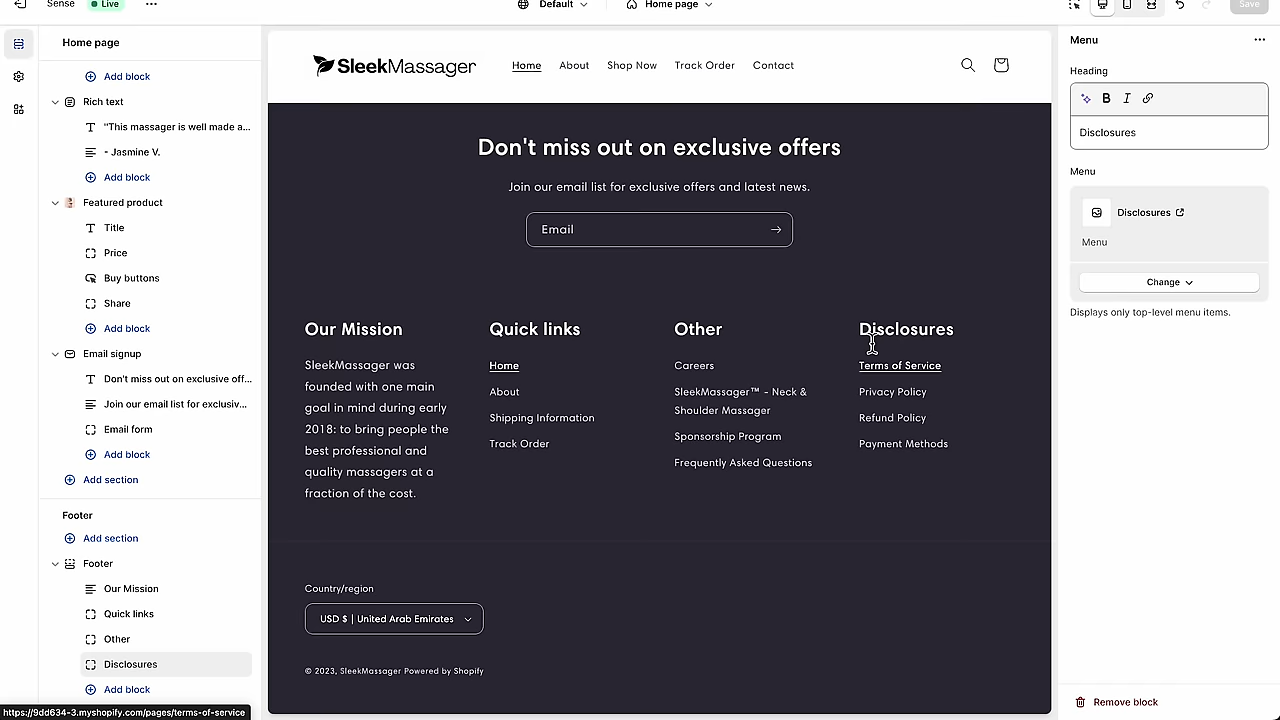 Sense
Live
Default
Home page
Save
Home page
Add block
Rich text
"This massager is well made a...
- Jasmine V.
Add block
Featured product
Title
Price
Buy buttons
Share
Add block
Email signup
Don't miss out on exclusive off...
Join our email list for exclusiv...
Email form
Add block
Add section
Footer
Add section
Footer
Our Mission
Quick links
Other
Disclosures
Add block
https://9dd634-3.myshopify.com/pages/terms-of-service
SleekMassager
Home
About
Shop Now
Track Order
Contact
Don't miss out on exclusive offers
Join our email list for exclusive offers and latest news.
Email
Our Mission
SleekMassager was
founded with one main
goal in mind during early
2018: to bring people the
best professional and
quality massagers at a
fraction of the cost.
Quick links
Home
About
Shipping Information
Track Order
Other
Careers
SleekMassager™ - Neck &
Shoulder Massager
Sponsorship Program
Frequently Asked Questions
Disclosures
Terms of Service
Privacy Policy
Refund Policy
Payment Methods
Country/region
USD $ | United Arab Emirates
© 2023, SleekMassager Powered by Shopify
Menu
Heading
B I
Disclosures
Menu
Disclosures
Menu
Change
Displays only top-level menu items.
Remove block